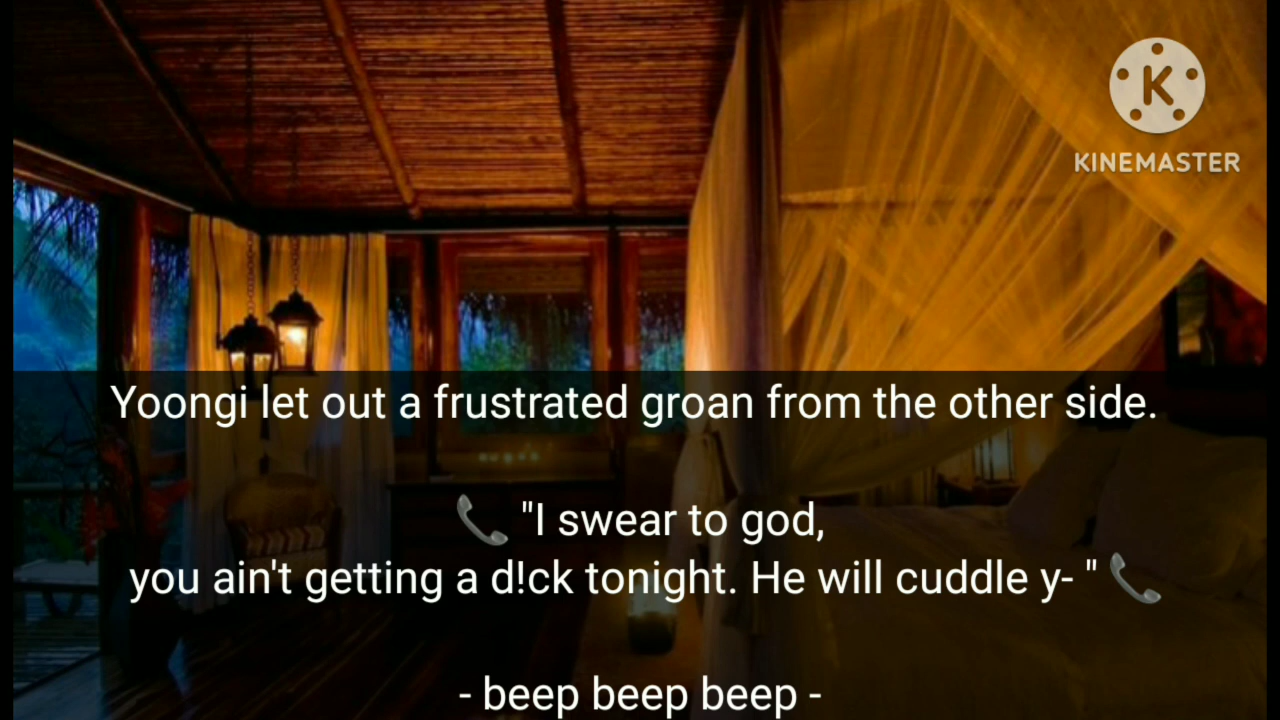 K
KINEMASTER
Yoongi let out a frustrated groan from the other side.
📞 "I swear to god,
you ain't getting a d!ck tonight. He will cuddle y- " 📞
- beep beep beep -